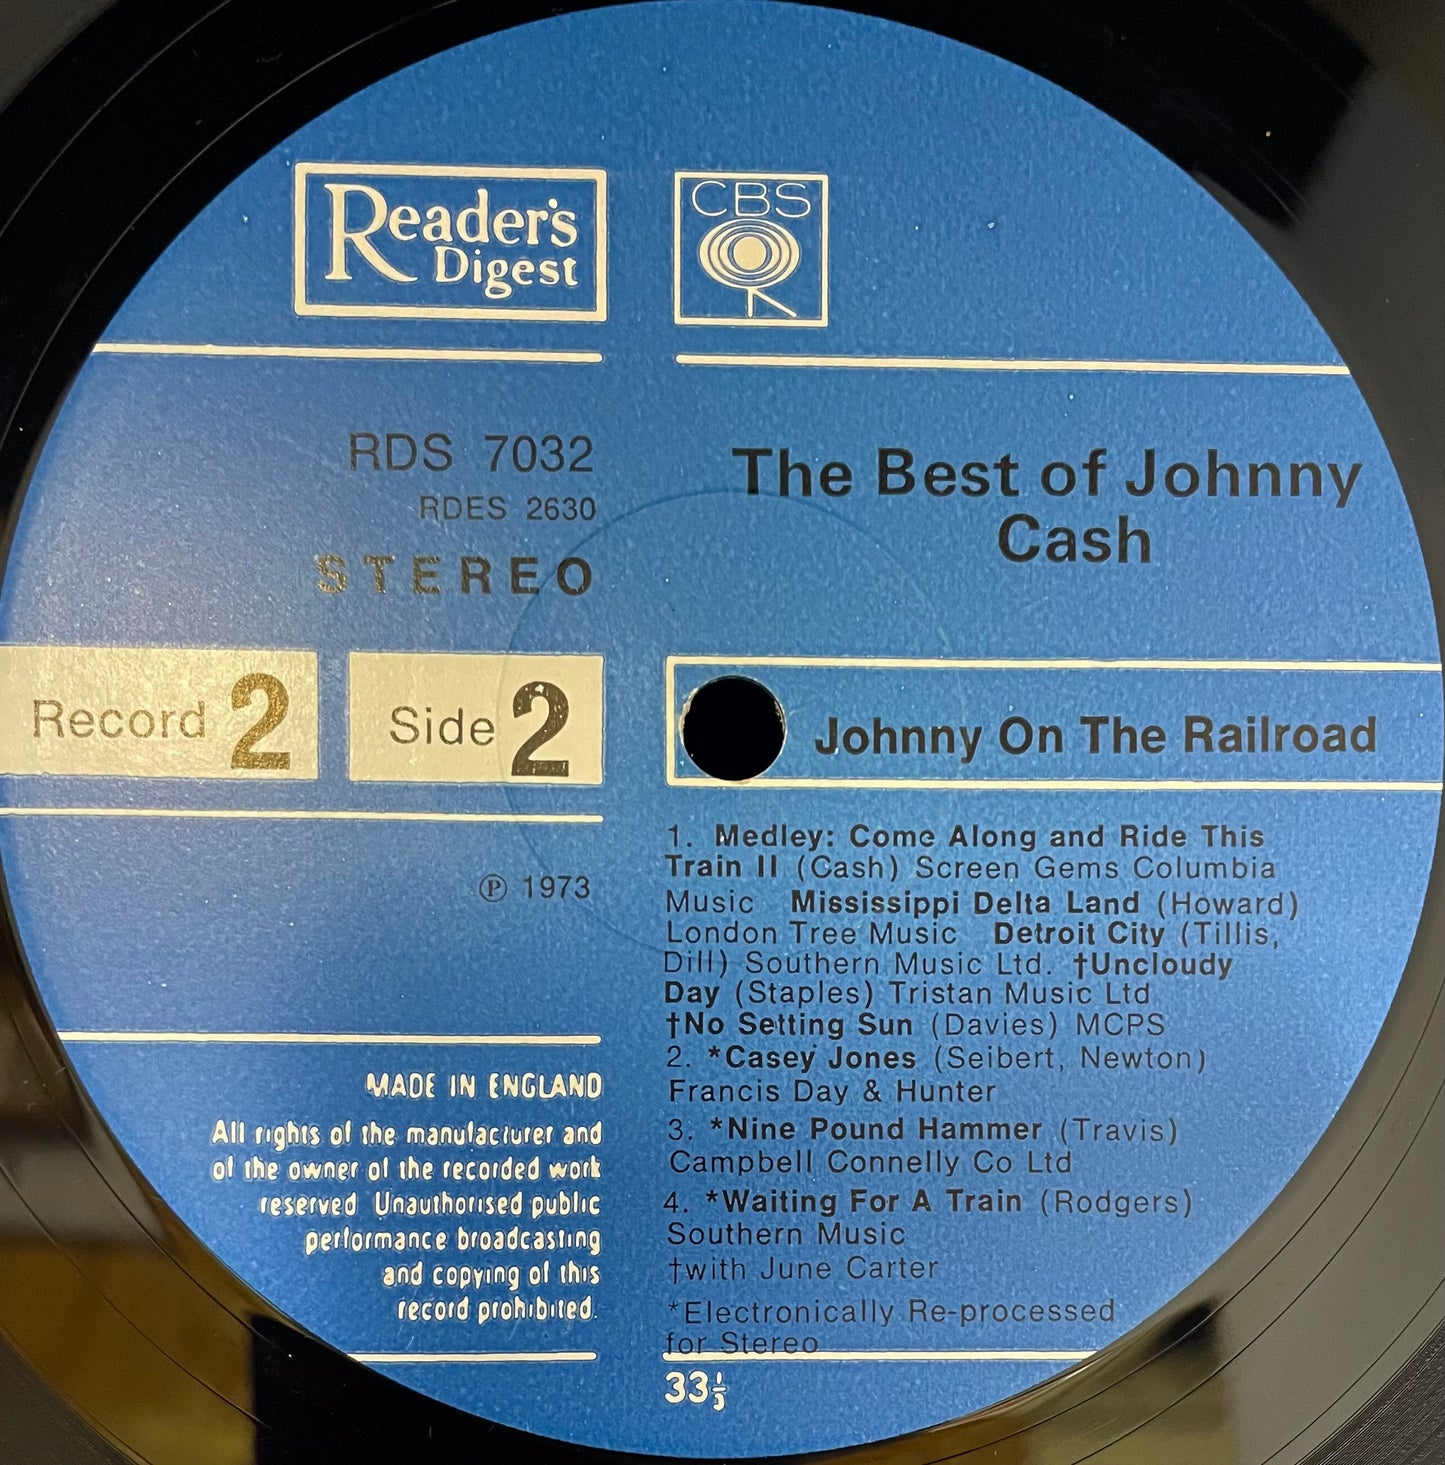 Reader's
Digest
CBS
RDS 7032
RDES 2630
STEREO
The Best of Johnny
Cash
Record 2
Side 2
Johnny On The Railroad
℗ 1973
1. Medley: Come Along and Ride This
Train II (Cash) Screen Gems Columbia
Music Mississippi Delta Land (Howard)
London Tree Music Detroit City (Tillis,
Dill) Southern Music Ltd. †Uncloudy
Day (Staples) Tristan Music Ltd
†No Setting Sun (Davies) MCPS
2. *Casey Jones (Seibert, Newton)
Francis Day & Hunter
3. *Nine Pound Hammer (Travis)
Campbell Connelly Co Ltd
4. *Waiting For A Train (Rodgers)
Southern Music
†with June Carter
*Electronically Re-processed
for Stereo
33⅓
MADE IN ENGLAND
All rights of the manufacturer and
of the owner of the recorded work
reserved Unauthorised public
performance broadcasting
and copying of this
record prohibited.